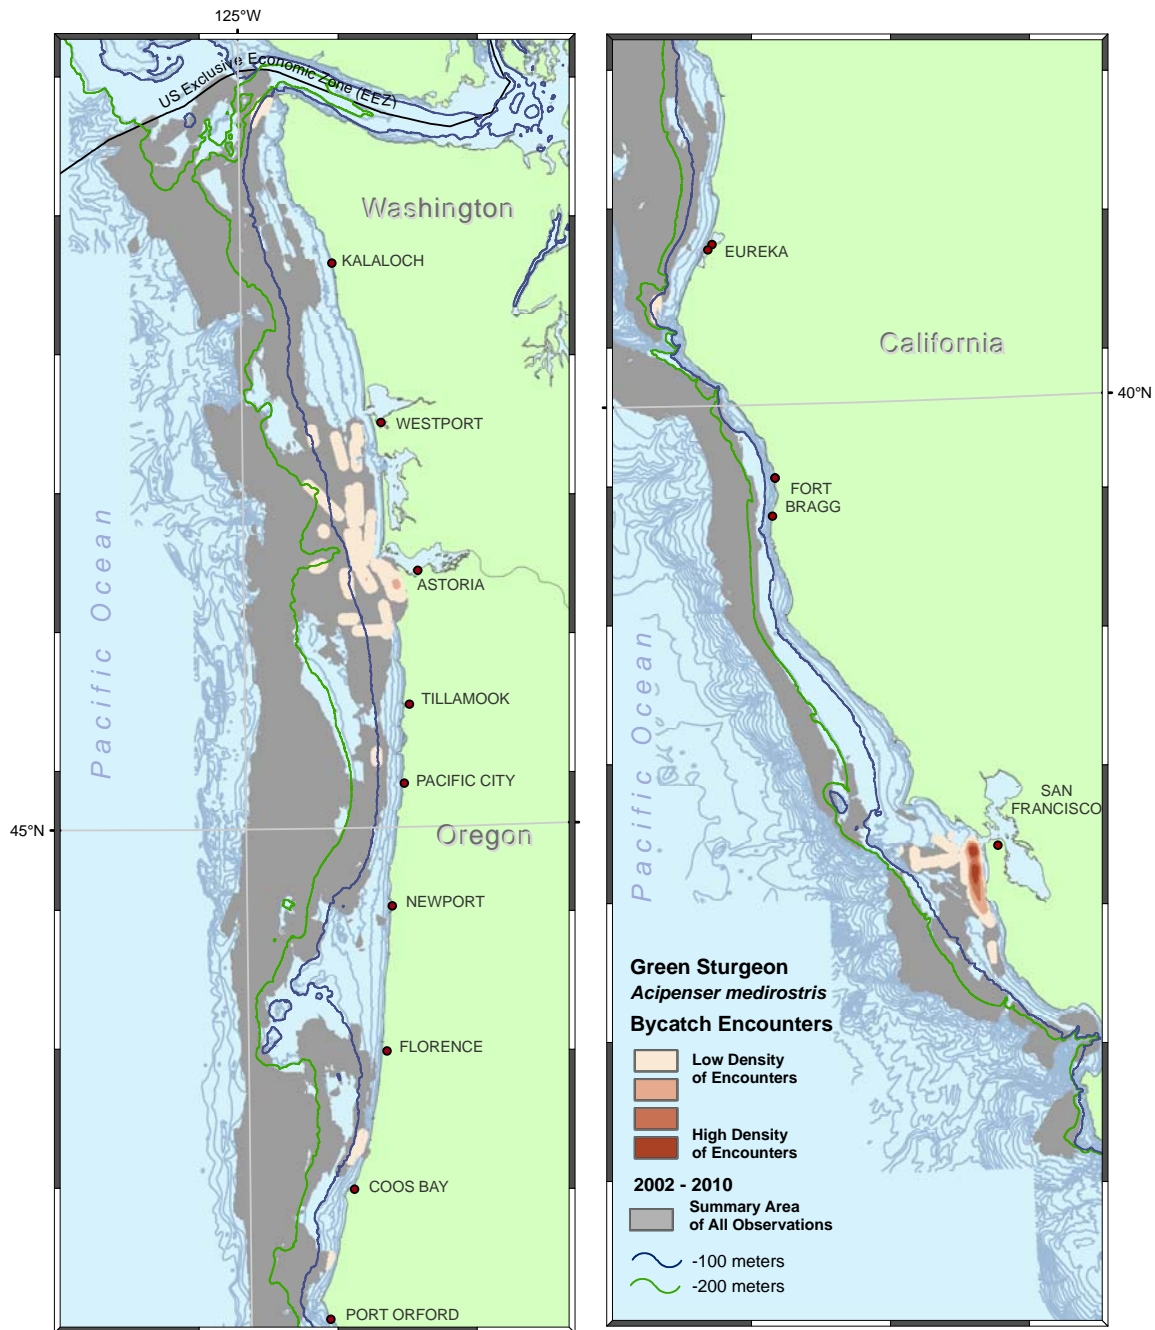 125°W
US Exclusive Economic Zone (EEZ)
Washington
KALALOCH
WESTPORT
ASTORIA
Pacific Ocean
TILLAMOOK
PACIFIC CITY
45°N
Oregon
NEWPORT
FLORENCE
COOS BAY
PORT ORFORD
EUREKA
California
40°N
FORT
BRAGG
Pacific Ocean
SAN
FRANCISCO
Green Sturgeon
Acipenser medirostris
Bycatch Encounters
Low Density
of Encounters
High Density
of Encounters
2002 - 2010
Summary Area
of All Observations
-100 meters
-200 meters